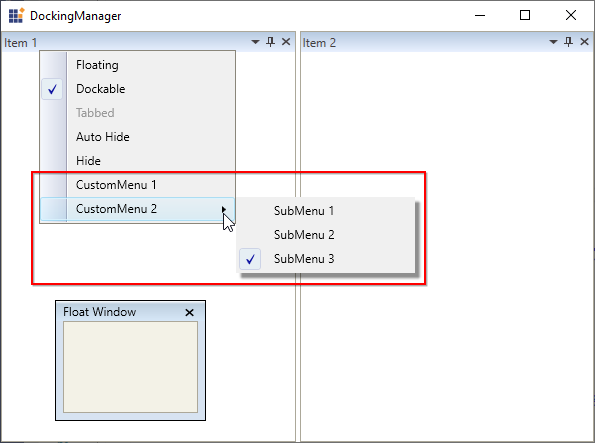 DockingManager
Item 1
Item 2
Floating
Dockable
Tabbed
Auto Hide
Hide
CustomMenu 1
CustomMenu 2
SubMenu 1
SubMenu 2
SubMenu 3
Float Window